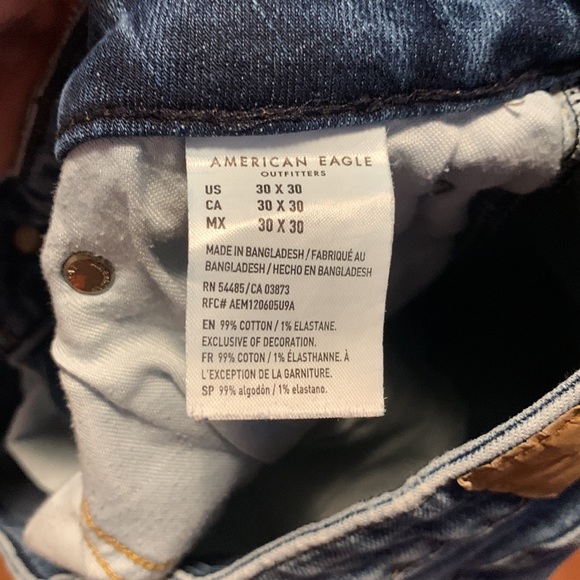 AMERICAN EAGLE
OUTFITTERS
US 30 X 30
CA 30 X 30
MX 30 X 30
MADE IN BANGLADESH / FABRIQUÉ AU
BANGLADESH / HECHO EN BANGLADESH
RN 54485/CA 03873
RFC# AEM120605U9A
EN 99% COTTON / 1% ELASTANE.
EXCLUSIVE OF DECORATION.
FR 99% COTON / 1% ÉLASTHANNE. À
L'EXCEPTION DE LA GARNITURE.
SP 99% algodón / 1% elastano.